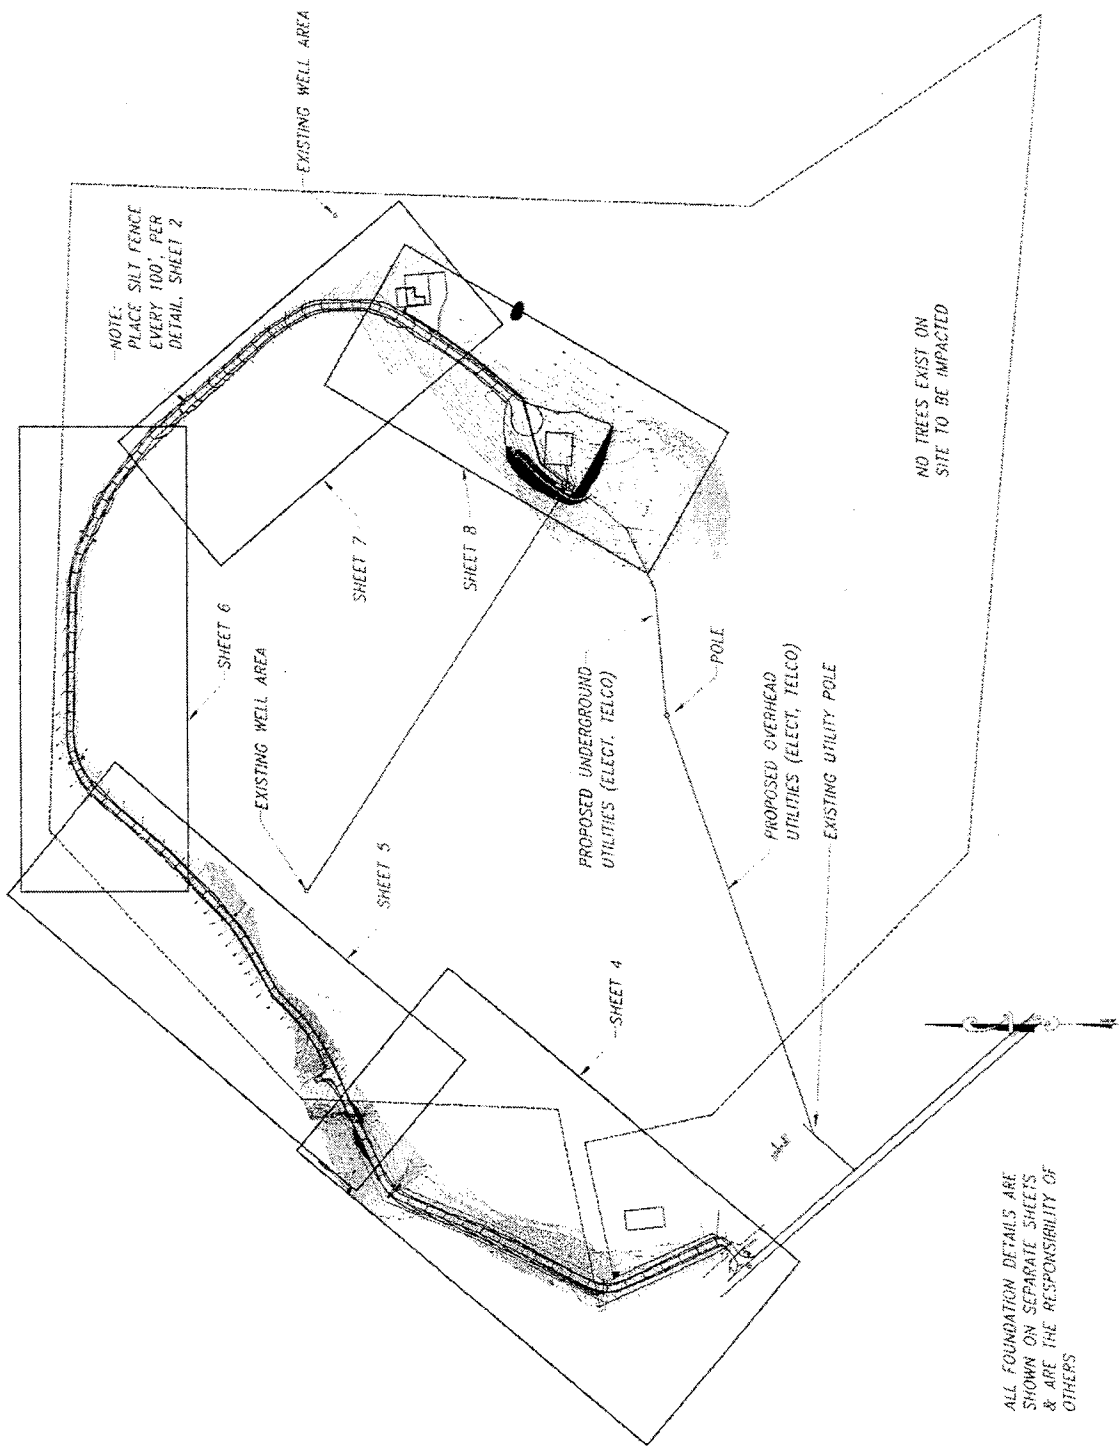 EXISTING WELL AREA
NOTE:
PLACE SILT FENCE
EVERY 100', PER
DETAIL, SHEET 2
SHEET 7
SHEET 8
SHEET 6
EXISTING WELL AREA
SHEET 5
SHEET 4
PROPOSED UNDERGROUND
UTILITIES (ELECT, TELCO)
POLE
PROPOSED OVERHEAD
UTILITIES (ELECT, TELCO)
EXISTING UTILITY POLE
NO TREES EXIST ON
SITE TO BE IMPACTED
ALL FOUNDATION DETAILS ARE
SHOWN ON SEPARATE SHEETS
& ARE THE RESPONSIBILITY OF
OTHERS